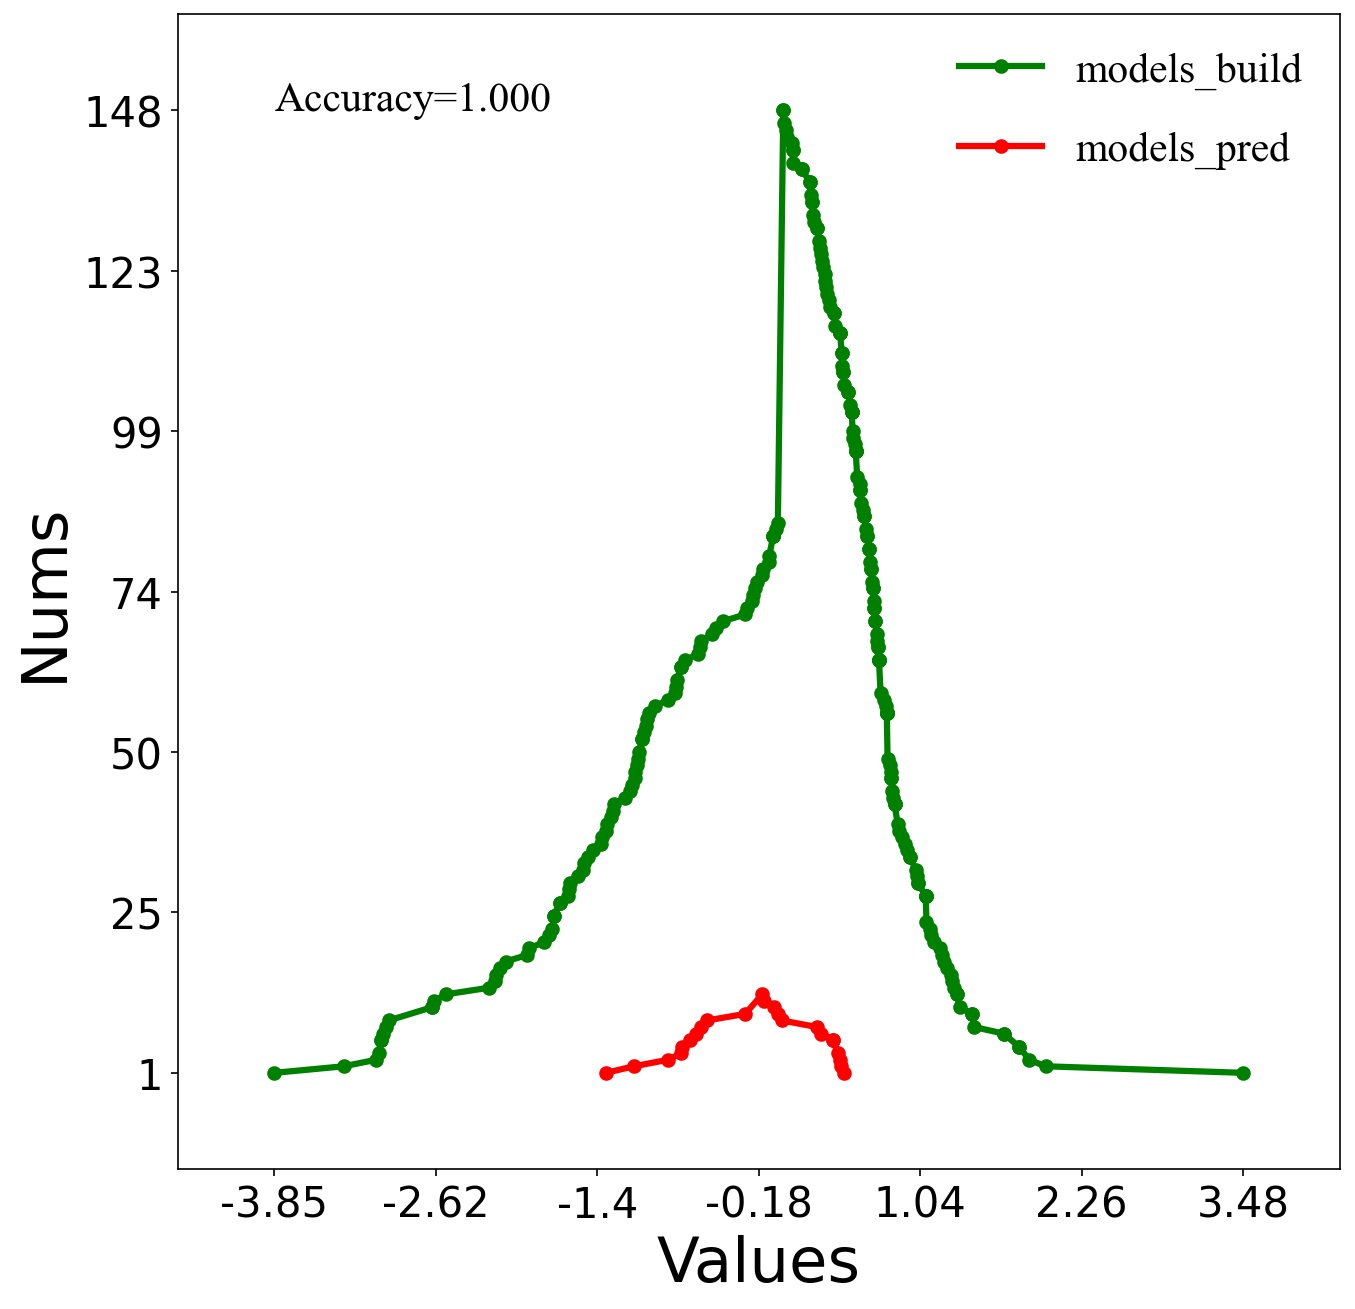 Accuracy=1.000
models_build
models_pred
148
123
99
74
50
25
1
Nums
-3.85 -2.62 -1.4 -0.18 1.04 2.26 3.48
Values